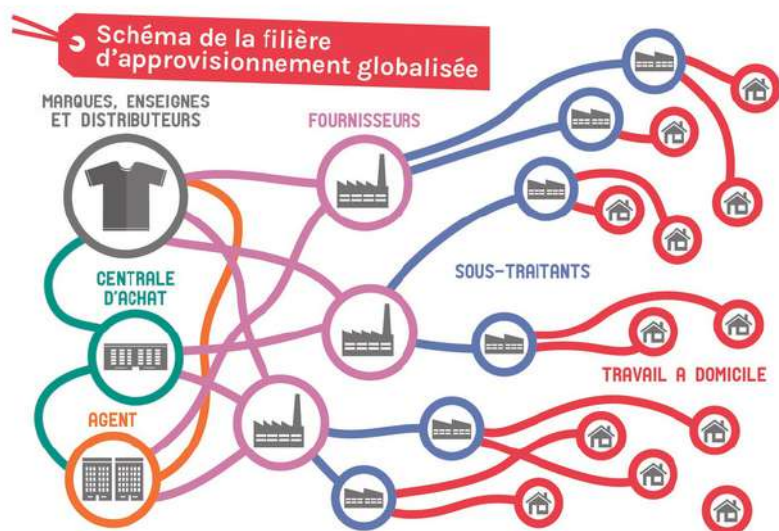 Schéma de la filière
d'approvisionnement globalisée
MARQUES, ENSEIGNES
ET DISTRIBUTEURS
FOURNISSEURS
CENTRALE
D'ACHAT
SOUS-TRAITANTS
TRAVAIL A DOMICILE
AGENT